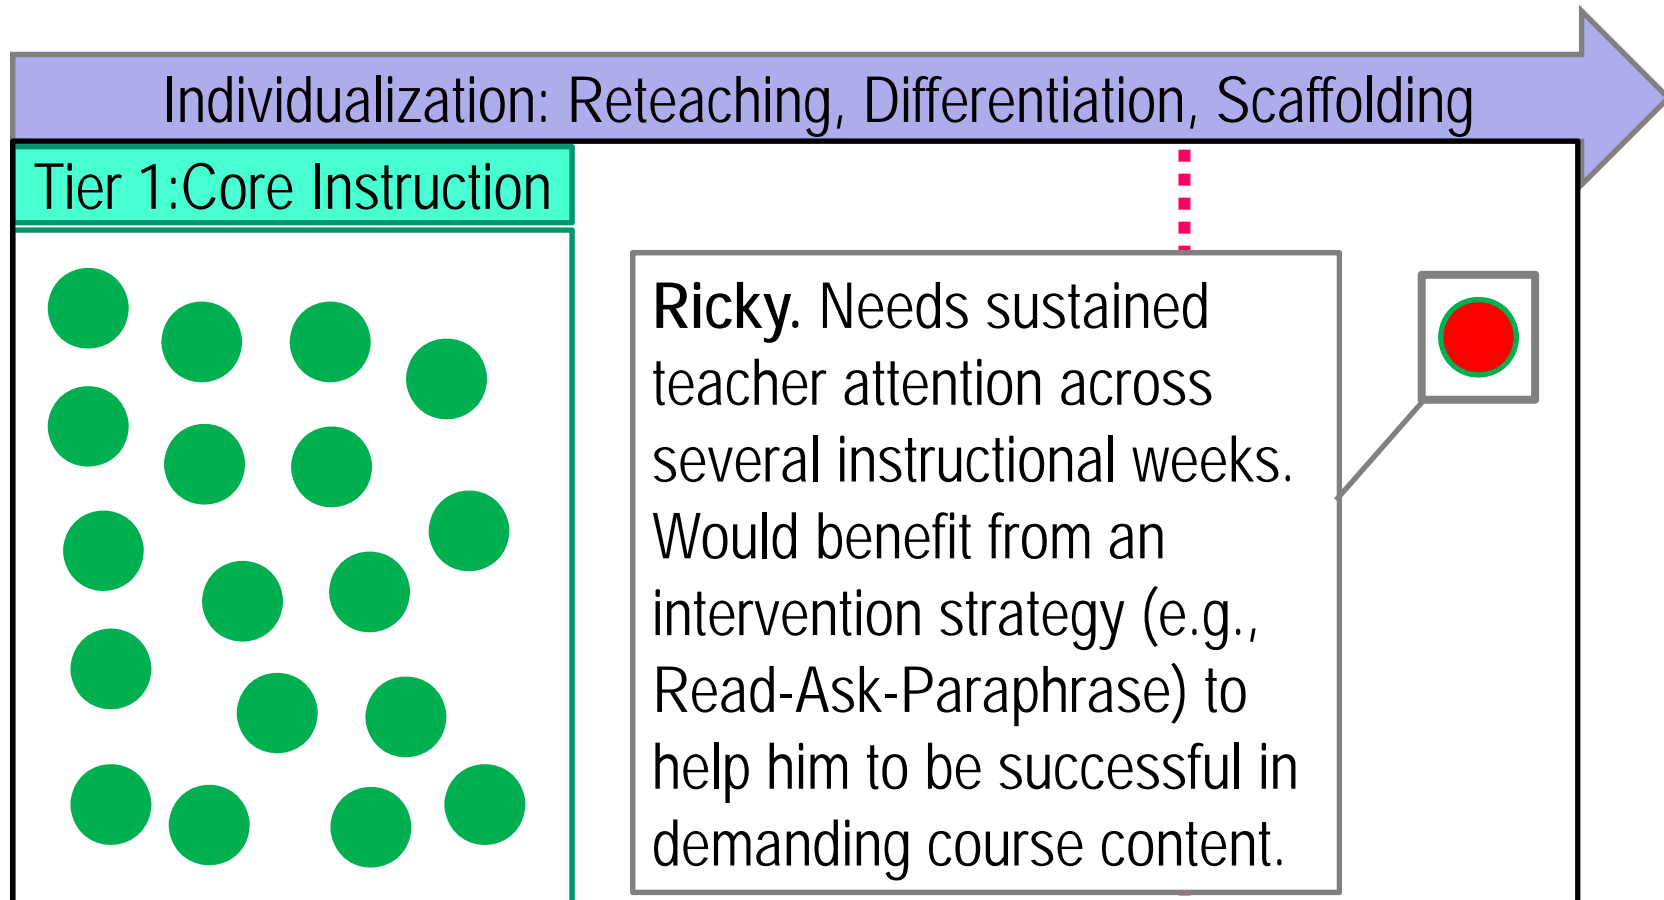 Individualization: Reteaching, Differentiation, Scaffolding
Tier 1:Core Instruction
Ricky. Needs sustained
teacher attention across
several instructional weeks.
Would benefit from an
intervention strategy (e.g.,
Read-Ask-Paraphrase) to
help him to be successful in
demanding course content.